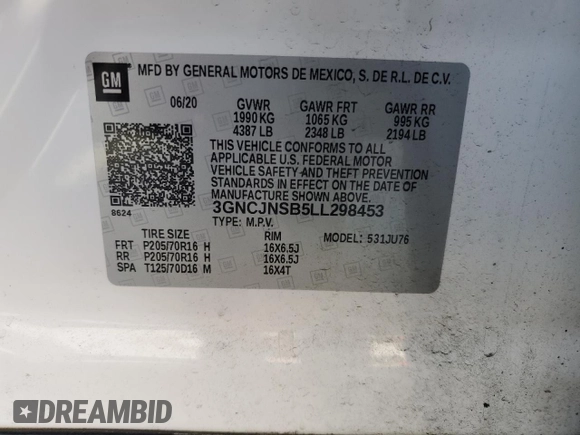 GM
MFD BY GENERAL MOTORS DE MEXICO, S. DE R.L. DE C.V.
06/20 GVWR GAWR FRT GAWR RR
1990 KG 1065 KG 995 KG
4387 LB 2348 LB 2194 LB
THIS VEHICLE CONFORMS TO ALL
APPLICABLE U.S. FEDERAL MOTOR
VEHICLE SAFETY AND THEFT PREVENTION
STANDARDS IN EFFECT ON THE DATE OF
MANUFACTURE SHOWN ABOVE.
8624 3GNCJNSB5LL298453
TYPE: M.P.V.
TIRE SIZE RIM MODEL: 531JU76
FRT P205/70R16 H 16X6.5J
RR P205/70R16 H 16X6.5J
SPA T125/70D16 M 16X4T
DREAMBID